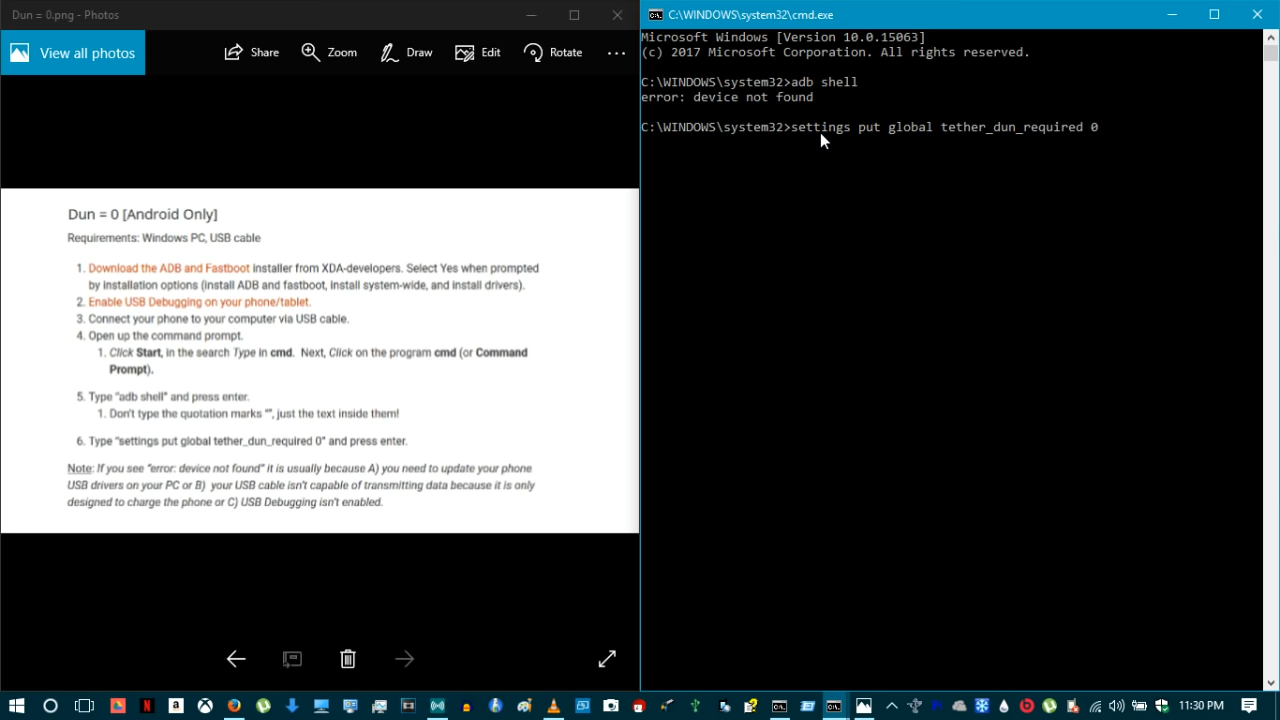 Dun = 0.png - Photos
View all photos
Share
Zoom
Draw
Edit
Rotate
Dun = 0 [Android Only]
Requirements: Windows PC, USB cable
1. Download the ADB and Fastboot installer from XDA-developers. Select Yes when prompted
by installation options (install ADB and fastboot, install system-wide, and install drivers).
2. Enable USB Debugging on your phone/tablet.
3. Connect your phone to your computer via USB cable.
4. Open up the command prompt.
1. Click Start, in the search Type in cmd. Next, Click on the program cmd (or Command
Prompt).
5. Type "adb shell" and press enter.
1. Don't type the quotation marks "", just the text inside them!
6. Type "settings put global tether_dun_required 0" and press enter.
Note: If you see "error: device not found" it is usually because A) you need to update your phone
USB drivers on your PC or B) your USB cable isn't capable of transmitting data because it is only
designed to charge the phone or C) USB Debugging isn't enabled.
C:\WINDOWS\system32\cmd.exe
Microsoft Windows [Version 10.0.15063]
(c) 2017 Microsoft Corporation. All rights reserved.
C:\WINDOWS\system32>adb shell
error: device not found
C:\WINDOWS\system32>settings put global tether_dun_required 0
11:30 PM